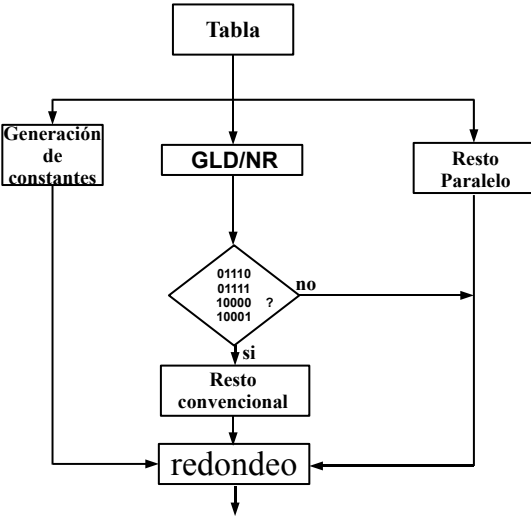 Tabla
Generación
de
constantes
GLD/NR
Resto
Paralelo
01110
01111
10000 ?
10001
no
si
Resto
convencional
redondeo